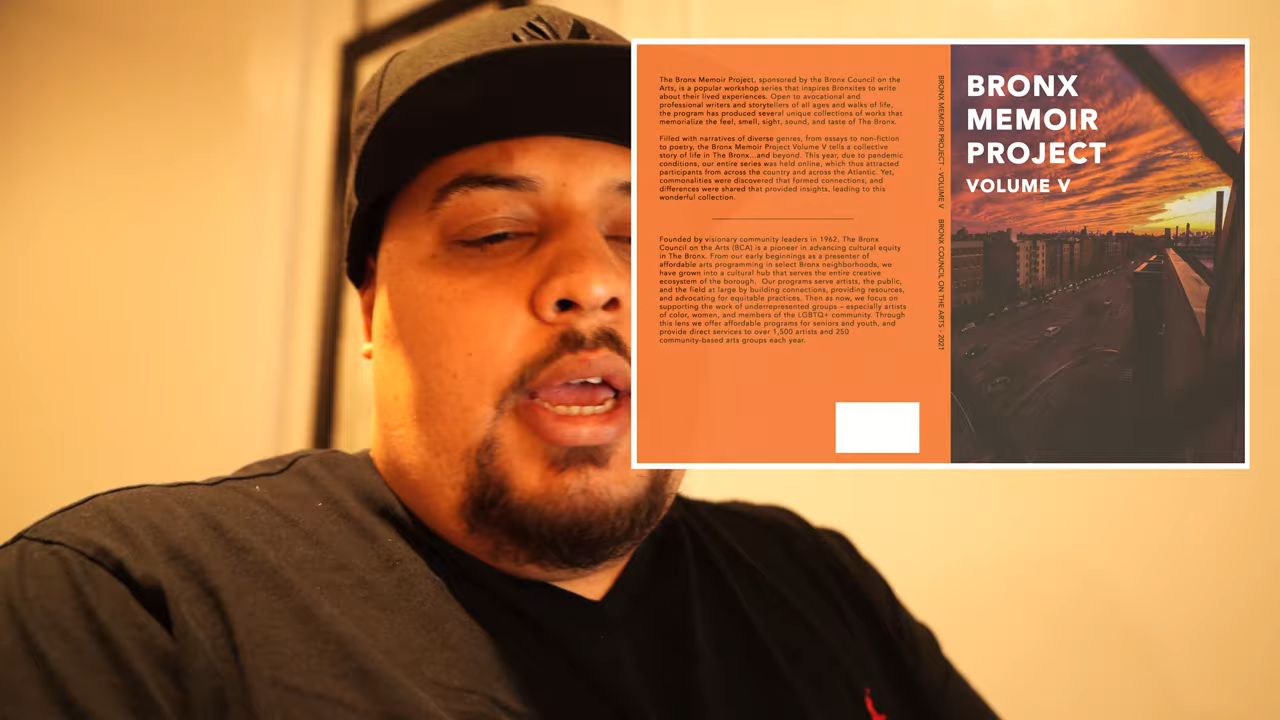 The Bronx Memoir Project, sponsored by the Bronx Council on the
Arts, is a popular workshop series that inspires Bronxites to write
about their lived experiences. Open to avocational and
professional writers and storytellers of all ages and walks of life,
the program has produced several unique collections of works that
memorialize the feel, smell, sight, sound, and taste of The Bronx.
Filled with narratives of diverse genres, from essays to non-fiction
to poetry, the Bronx Memoir Project Volume V tells a collective
story of life in The Bronx...and beyond. This year, due to pandemic
conditions, our entire series was held online, which thus attracted
participants from across the country and across the Atlantic. Yet,
commonalities were discovered that formed connections, and
differences were shared that provided insights, leading to this
wonderful collection.
Founded by visionary community leaders in 1962, The Bronx
Council on the Arts (BCA) is a pioneer in advancing cultural equity
in The Bronx. From our early beginnings as a presenter of
affordable arts programming in select Bronx neighborhoods, we
have grown into a cultural hub that serves the entire creative
ecosystem of the borough. Our programs serve artists, the public,
and the field at large by building connections, providing resources,
and advocating for equitable practices. Then as now, we focus on
supporting the work of underrepresented groups – especially artists
of color, women, and members of the LGBTQ+ community. Through
this lens we offer affordable programs for seniors and youth, and
provide direct services to over 1,500 artists and 250
community-based arts groups each year.
BRONX MEMOIR PROJECT - VOLUME V BRONX COUNCIL ON THE ARTS - 2021
BRONX
MEMOIR
PROJECT
VOLUME V